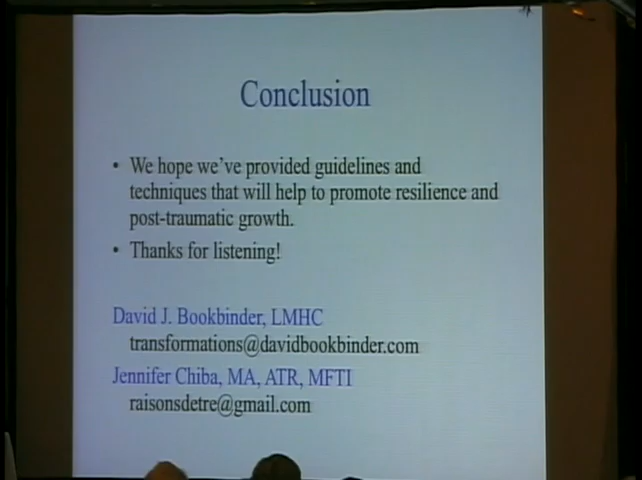 Conclusion
• We hope we've provided guidelines and
techniques that will help to promote resilience and
post-traumatic growth.
• Thanks for listening!
David J. Bookbinder, LMHC
transformations@davidbookbinder.com
Jennifer Chiba, MA, ATR, MFTI
raisonsdetre@gmail.com